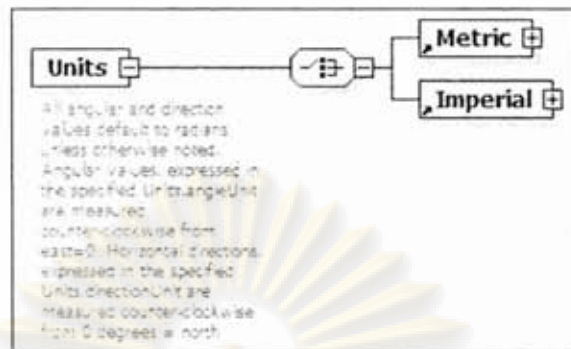 Units
Metric
Imperial
All angular and direction
values default to radians
unless otherwise noted.
Angular values, expressed in
the specified Units.angleUnit
are measured
counter-clockwise from
east=0. Horizontal directions,
expressed in the specified
Units.directionUnit are
measured counter-clockwise
from 0 degrees = north